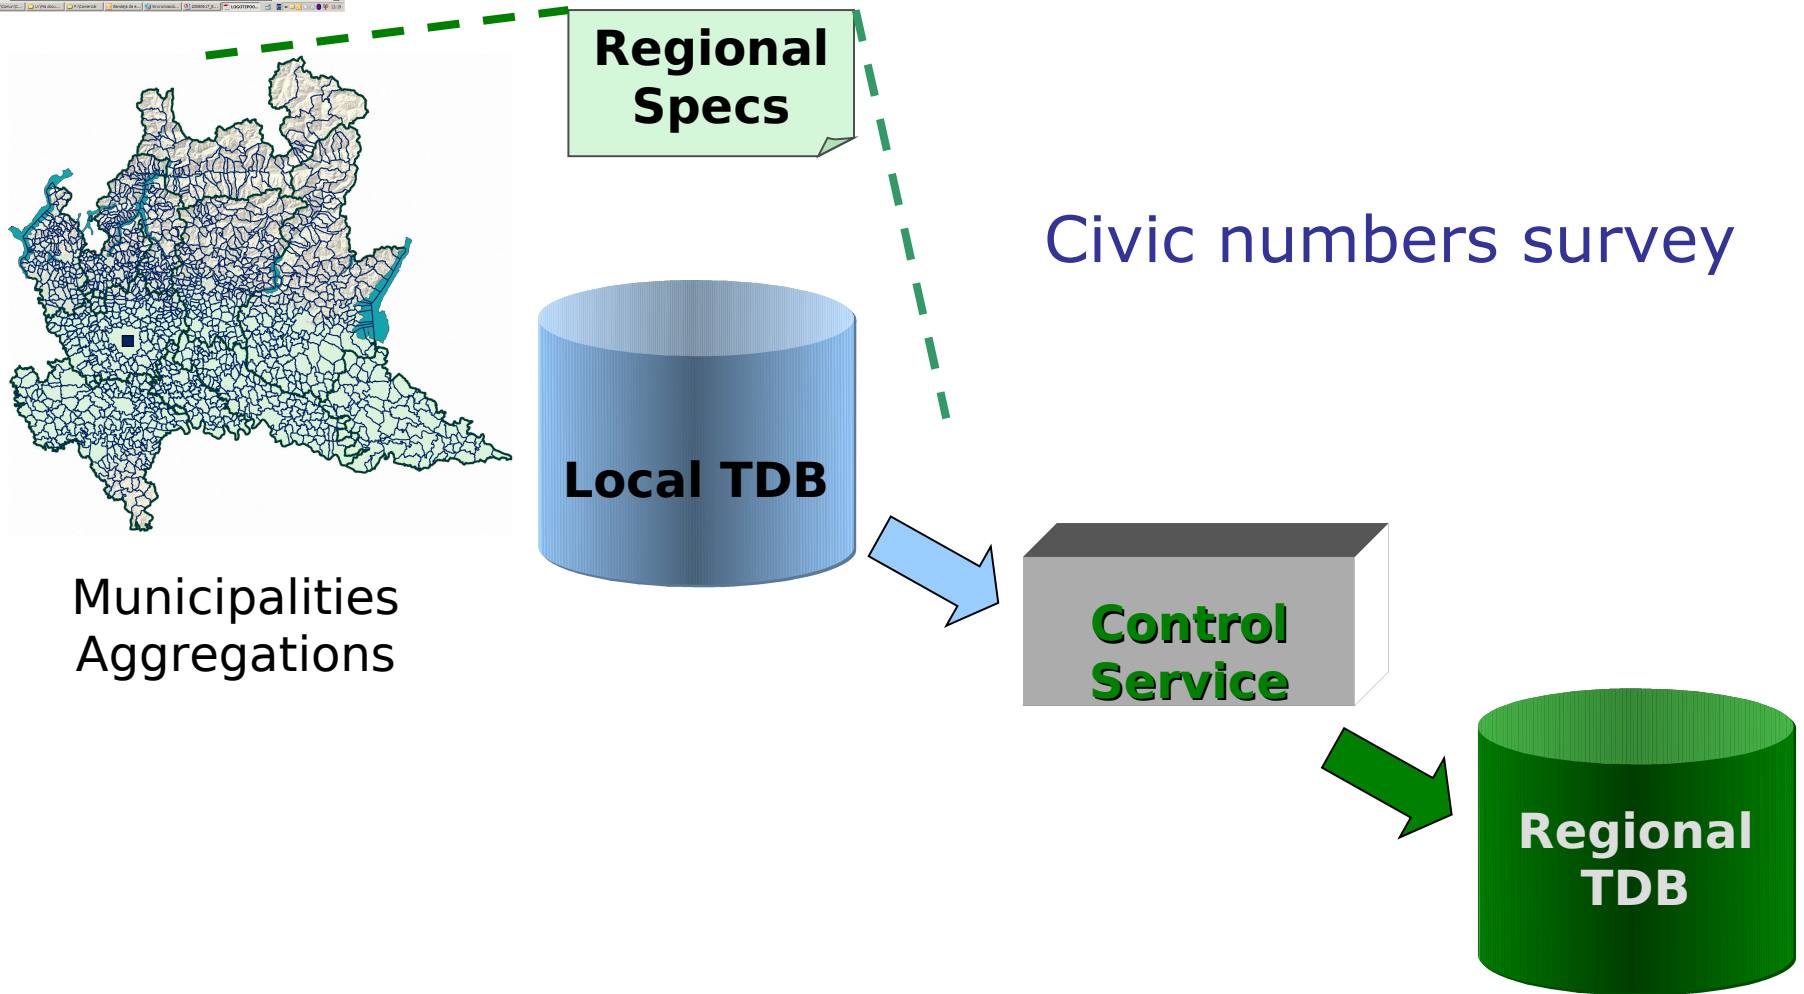 Regional
Specs
Civic numbers survey
Local TDB
Municipalities
Aggregations
Control
Service
Regional
TDB